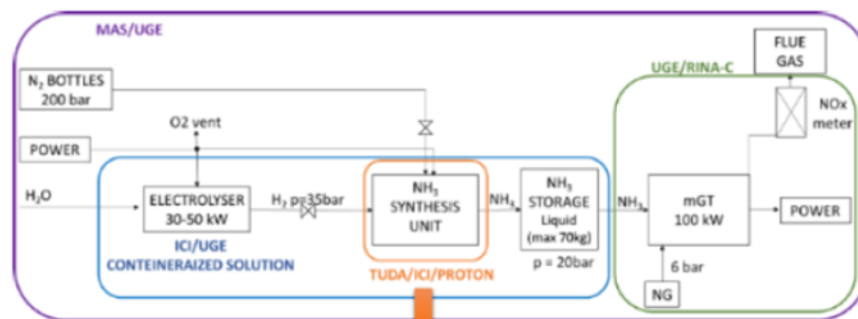 MAS/UGE
FLUE
GAS
UGE/RINA-C
N₂ BOTTLES
200 bar
NOx
meter
O2 vent
POWER
H₂O
ELECTROLYSER
30-50 kW
H₂ p=35bar
NH₃
SYNTHESIS
UNIT
NH₃
NH₃
STORAGE
Liquid
(max 70kg)
NH₃
mGT
100 kW
POWER
ICI/UGE
CONTEINERAIZED SOLUTION
TUDA/ICI/PROTON
p = 20bar
6 bar
NG